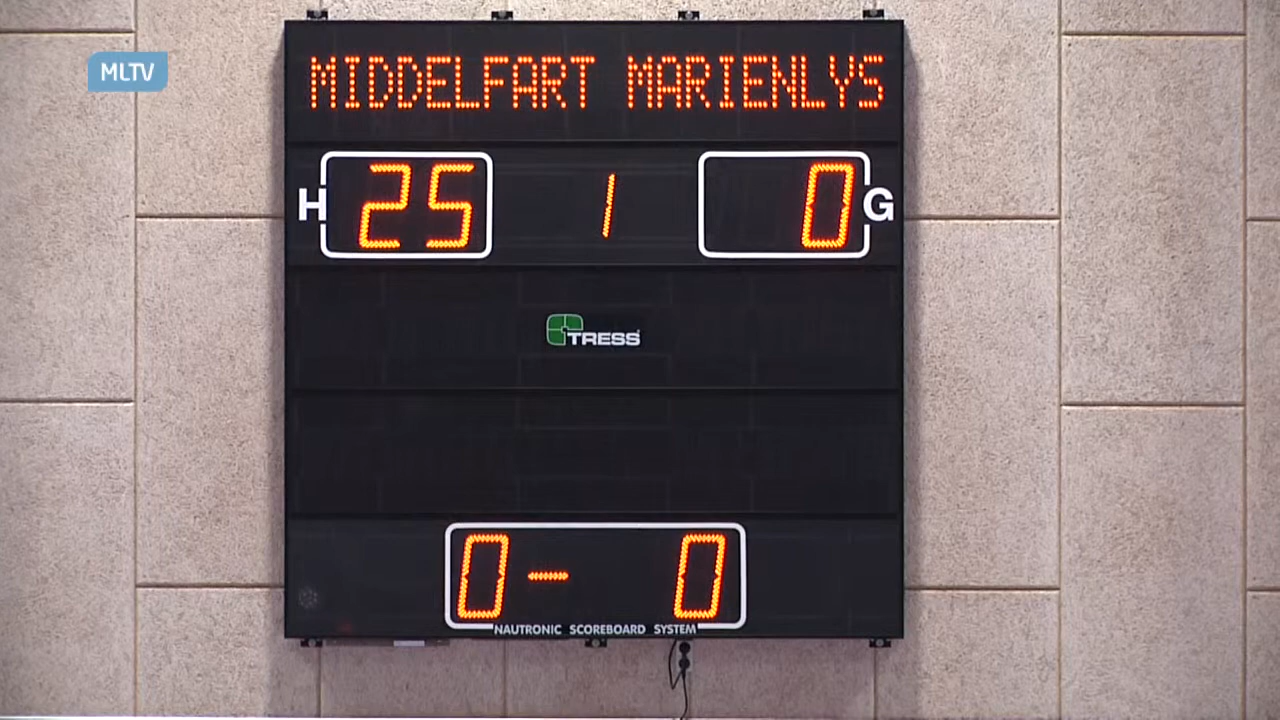 MLTV
MIDDELFART MARIENLYS
H 25 1 0 G
TRESS
0 - 0
NAUTRONIC SCOREBOARD SYSTEM